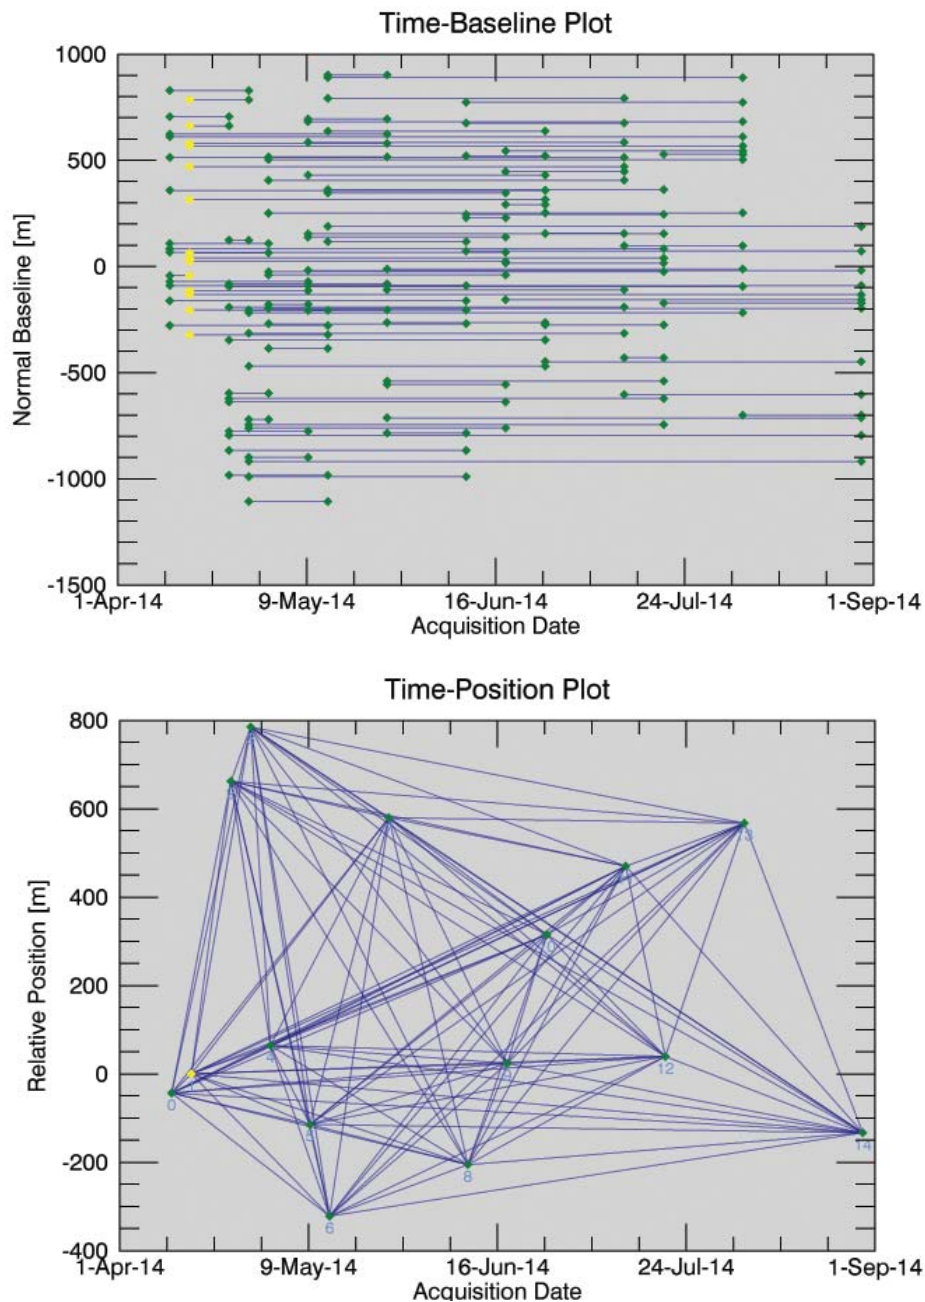 Time-Baseline Plot
1000
500
0
-500
-1000
-1500
Normal Baseline [m]
1-Apr-14 9-May-14 16-Jun-14 24-Jul-14 1-Sep-14
Acquisition Date
Time-Position Plot
800
600
400
200
0
-200
-400
Relative Position [m]
0
6
8
12
14
1-Apr-14 9-May-14 16-Jun-14 24-Jul-14 1-Sep-14
Acquisition Date